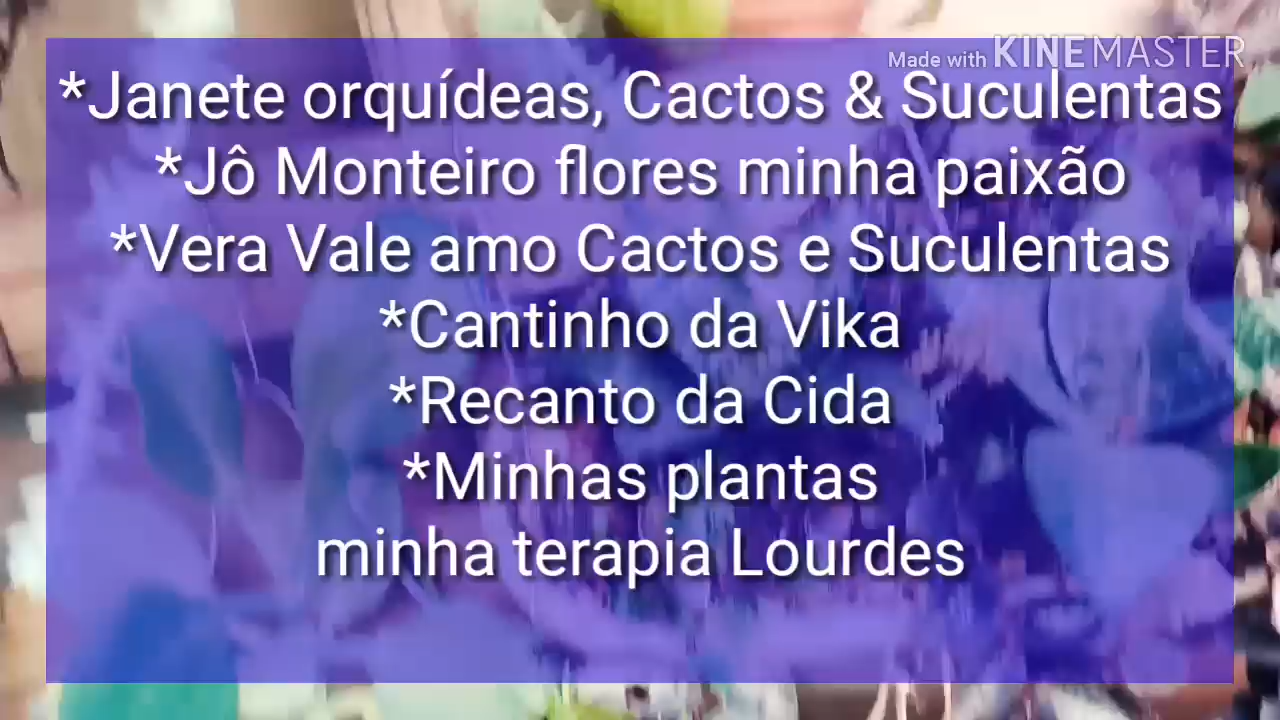 Made with KINEMASTER
*Janete orquídeas, Cactos & Suculentas
*Jô Monteiro flores minha paixão
*Vera Vale amo Cactos e Suculentas
*Cantinho da Vika
*Recanto da Cida
*Minhas plantas
minha terapia Lourdes